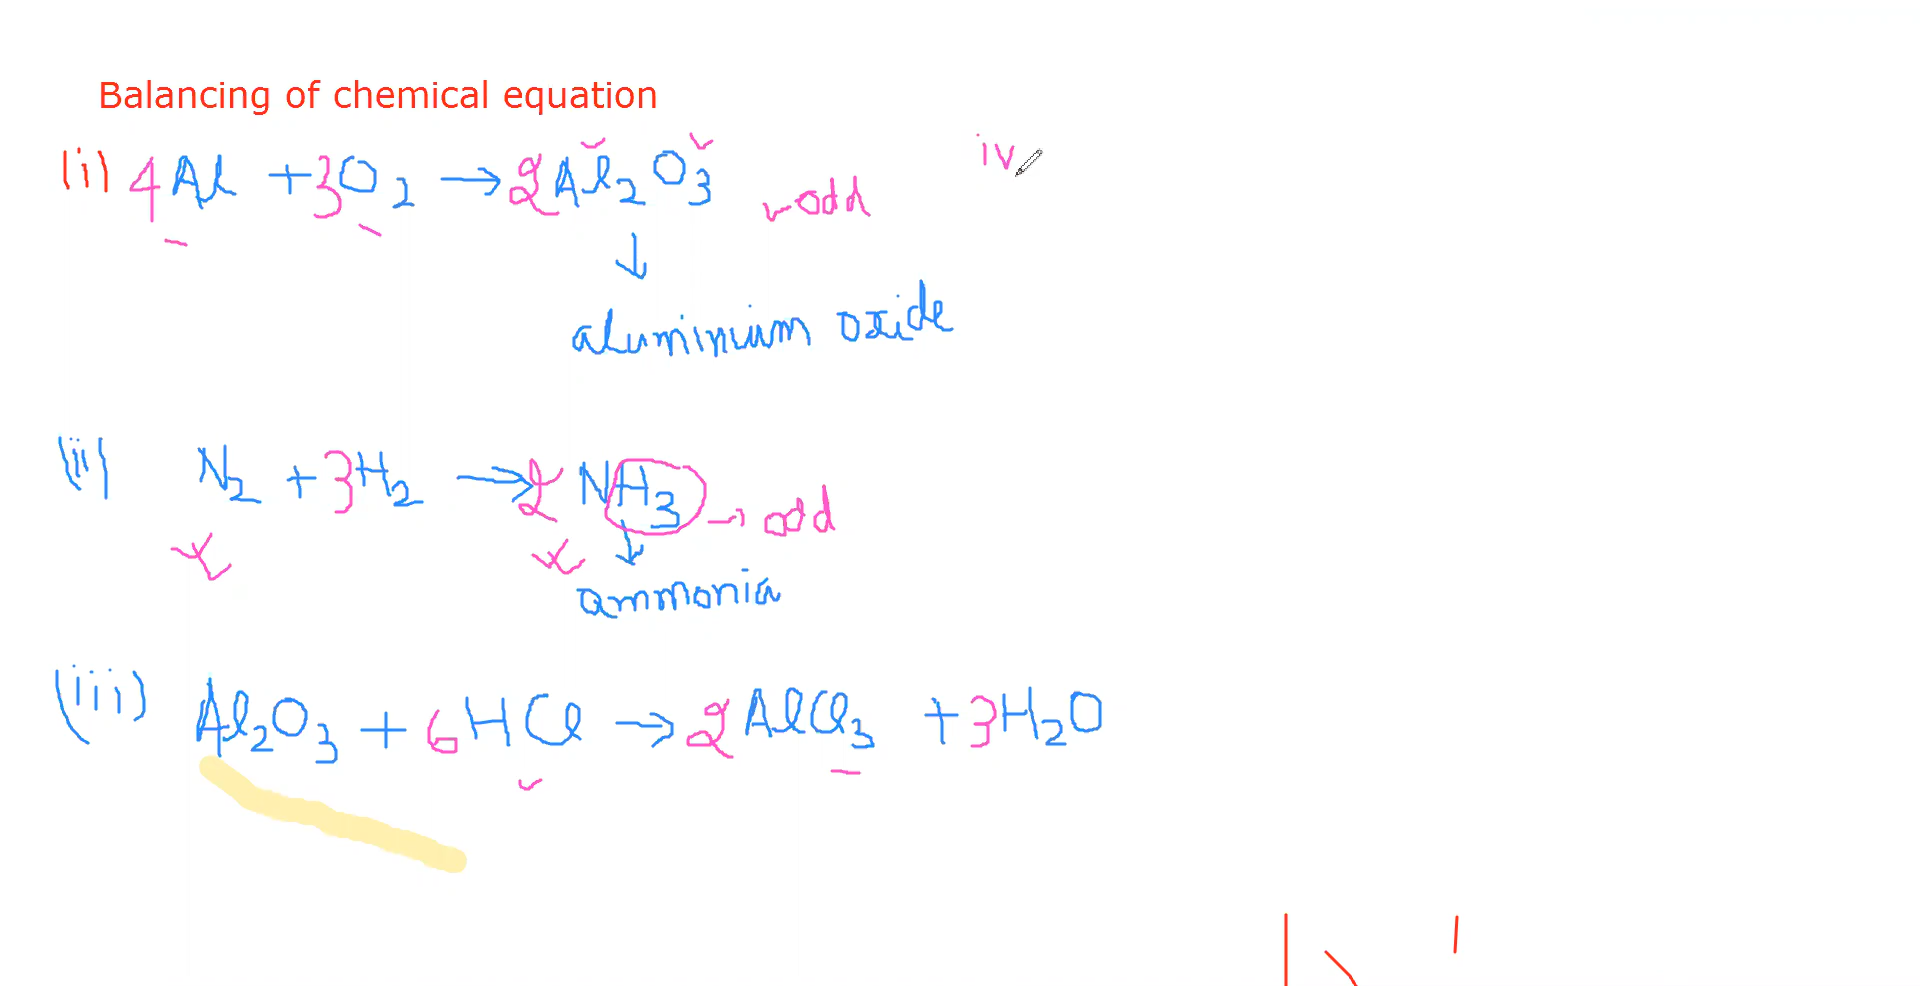 Balancing of chemical equation
(i) 4Al + 3O2 → 2Al2O3 odd
iv
↓
aluminium oxide
(ii) N2 + 3H2 → 2NH3 → odd
↓
ammonia
(iii) Al2O3 + 6HCl → 2AlCl3 + 3H2O